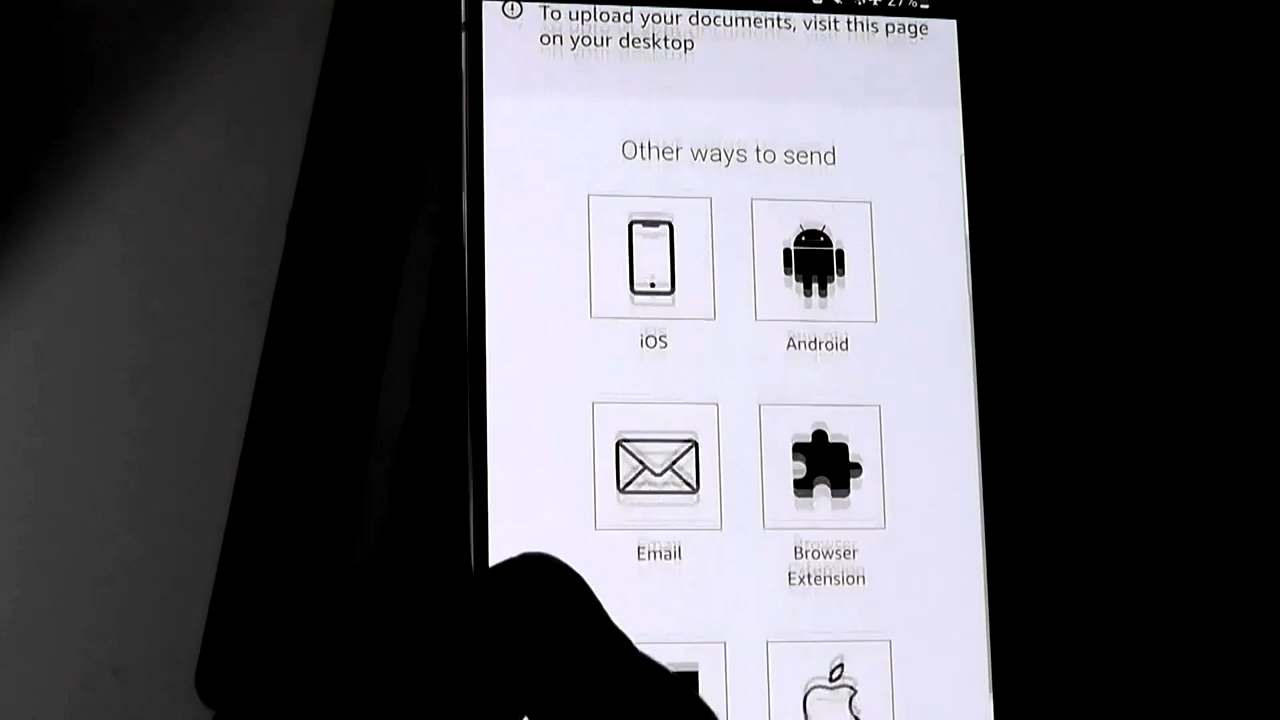 27%
To upload your documents, visit this page
on your desktop
Other ways to send
iOS
Android
Email
Browser
Extension